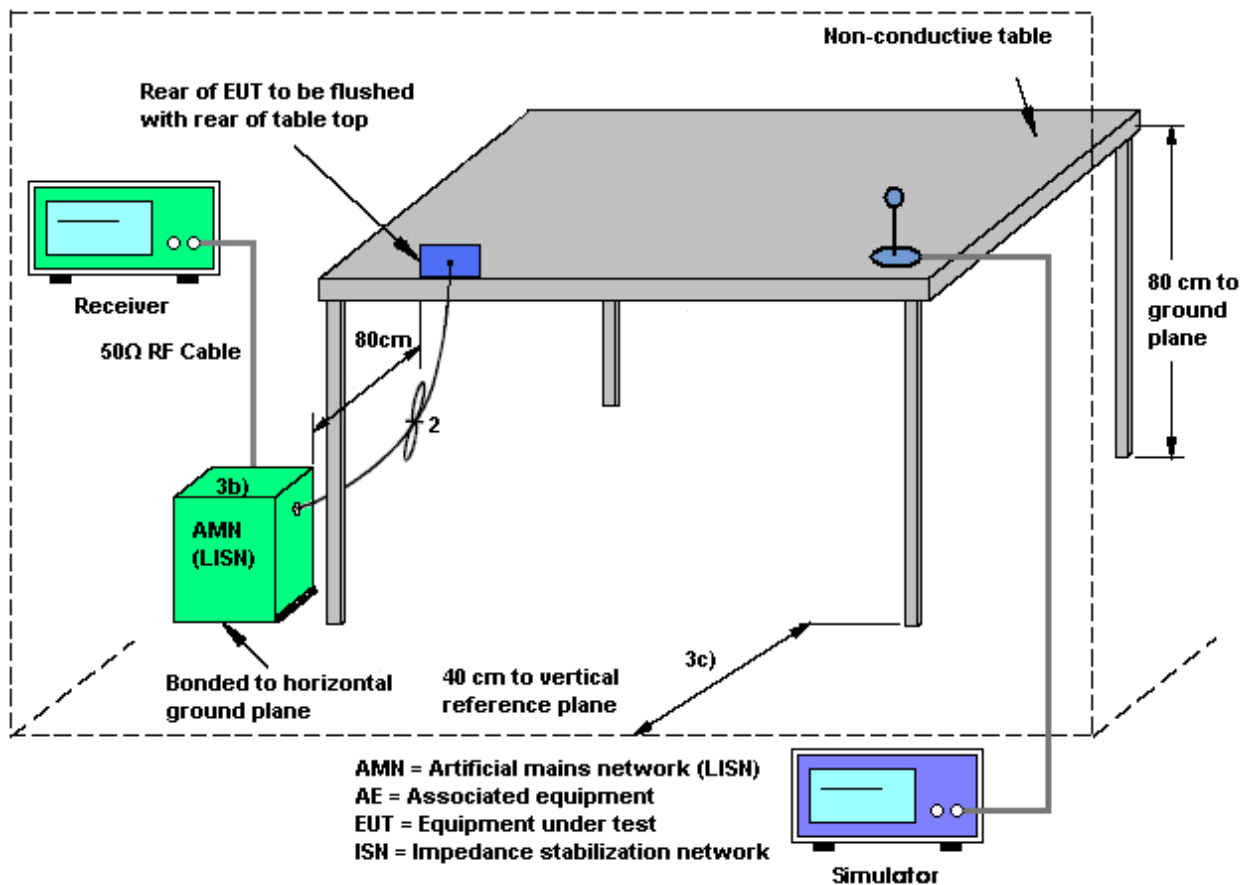 Non-conductive table
Rear of EUT to be flushed
with rear of table top
Receiver
80 cm to
ground
plane
80cm
50Ω RF Cable
2
3b)
AMN
(LISN)
3c)
Bonded to horizontal
ground plane
40 cm to vertical
reference plane
AMN = Artificial mains network (LISN)
AE = Associated equipment
EUT = Equipment under test
ISN = Impedance stabilization network
Simulator